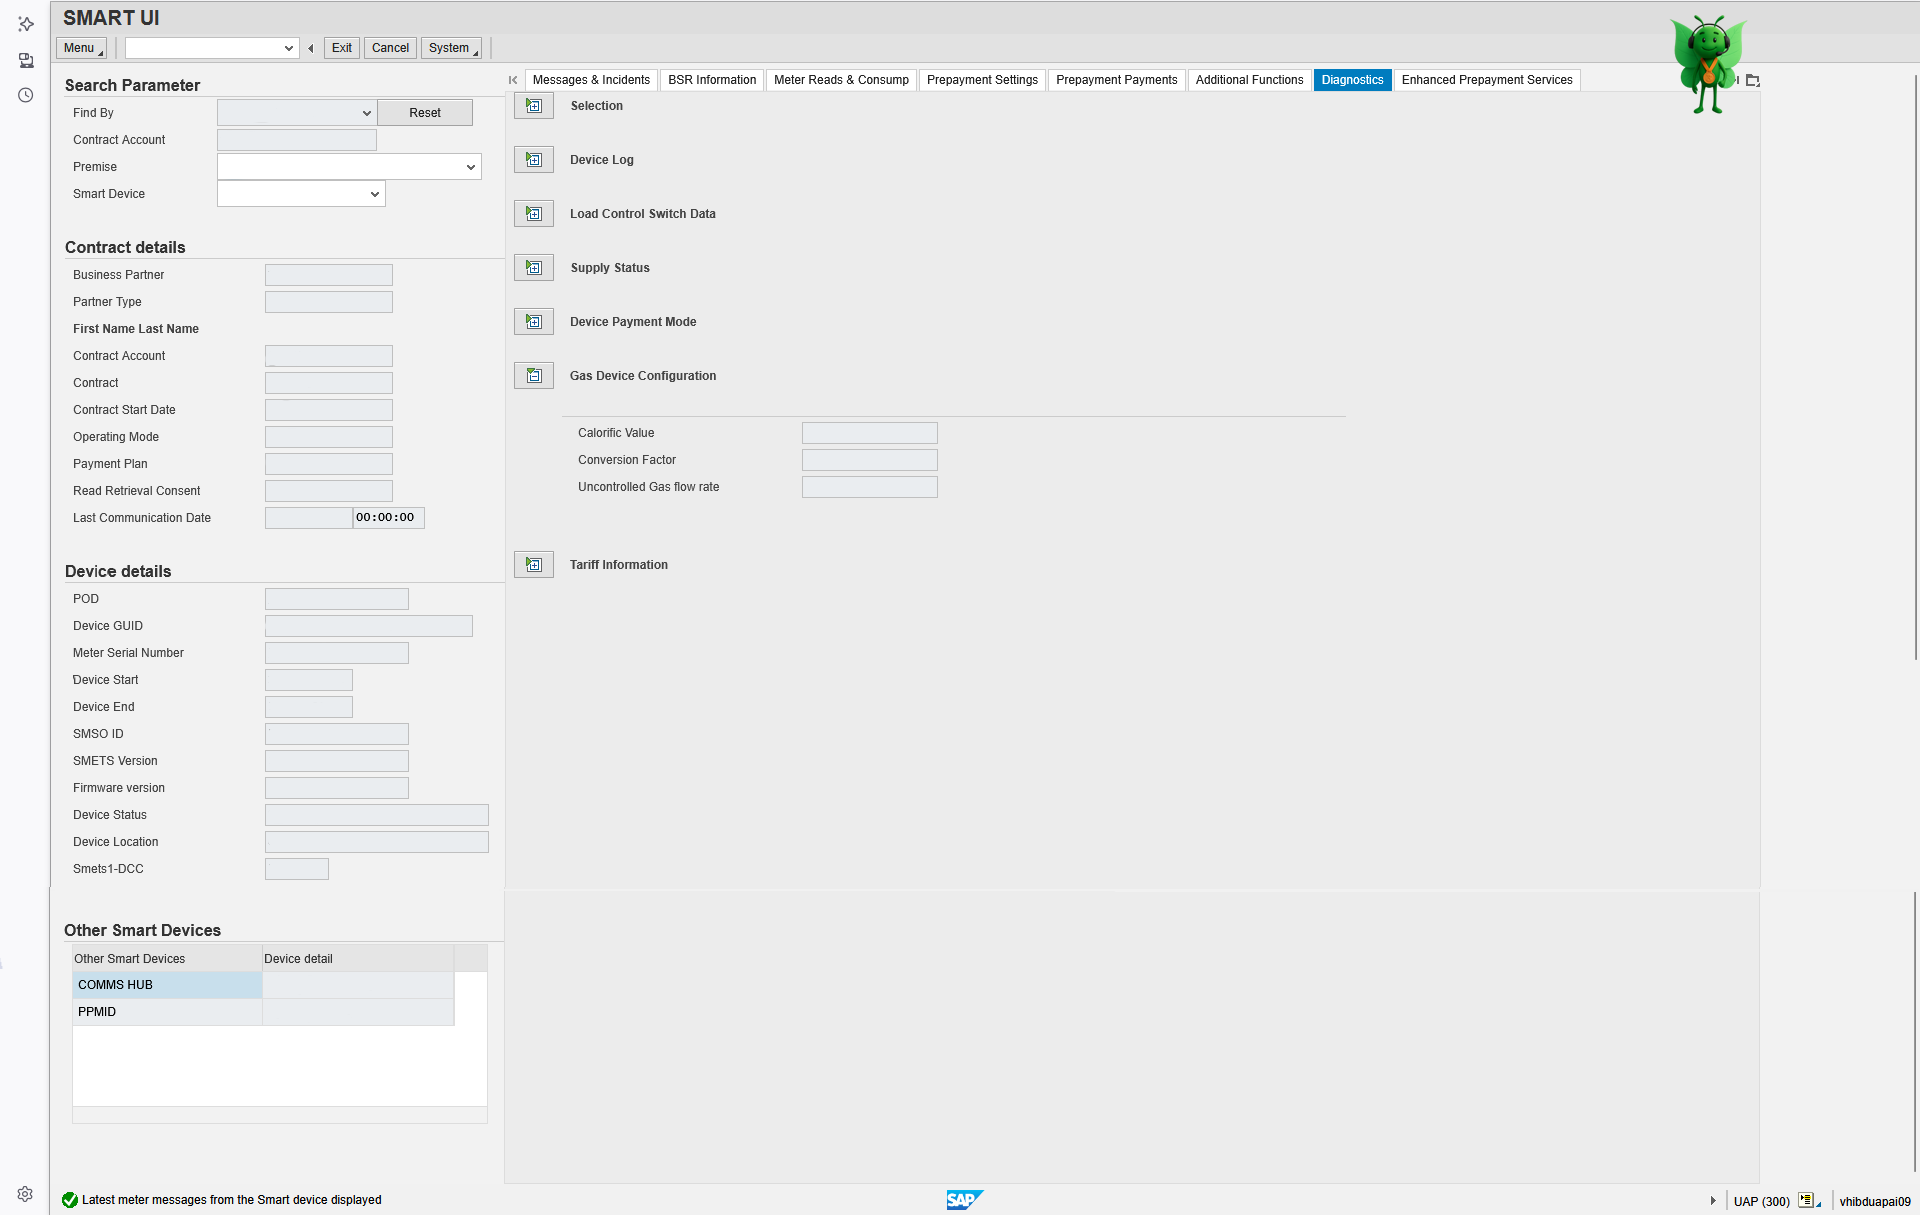 SMART UI
Menu
Exit
Cancel
System
Search Parameter
Find By
Reset
Contract Account
Premise
Smart Device
Contract details
Business Partner
Partner Type
First Name Last Name
Contract Account
Contract
Contract Start Date
Operating Mode
Payment Plan
Read Retrieval Consent
Last Communication Date
00:00:00
Device details
POD
Device GUID
Meter Serial Number
Device Start
Device End
SMSO ID
SMETS Version
Firmware version
Device Status
Device Location
Smets1-DCC
Other Smart Devices
Other Smart Devices Device detail
COMMS HUB
PPMID
Messages & Incidents
BSR Information
Meter Reads & Consump
Prepayment Settings
Prepayment Payments
Additional Functions
Diagnostics
Enhanced Prepayment Services
Selection
Device Log
Load Control Switch Data
Supply Status
Device Payment Mode
Gas Device Configuration
Calorific Value
Conversion Factor
Uncontrolled Gas flow rate
Tariff Information
Latest meter messages from the Smart device displayed
SAP
UAP (300)
vhibduapai09